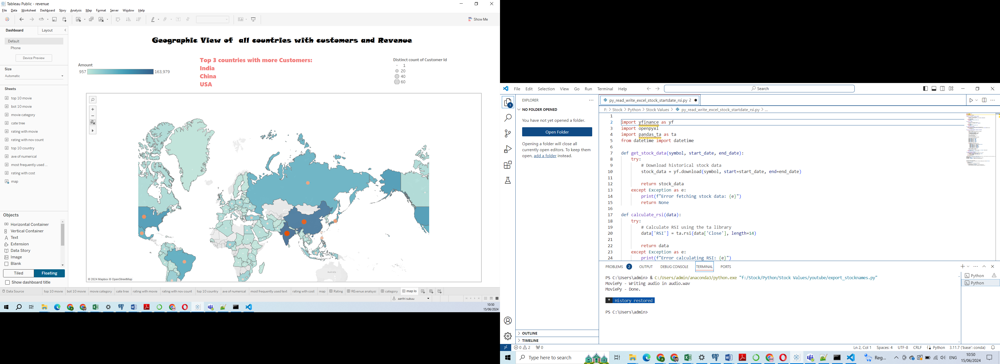 Tableau Public - revenue
File Data Worksheet Dashboard Story Analysis Map Format Server Window Help
Show Me
Dashboard Layout
Default
Phone
Device Preview
Size
Automatic
Sheets
top 10 movie
bot 10 movie
movie category
cate tree
rating with movie
rating with nov count
top 10 country
ave of numerical
most frequently used ...
rating with cost
map
Objects
Horizontal Container
Vertical Container
Text
Extension
Data Story
Image
Blank
Tiled Floating
Show dashboard title
Geographic View of all countries with customers and Revenue
Amount
957 163,979
Top 3 countries with more Customers:
India
China
USA
Distinct count of Customer Id
1
20
40
60
Australia
© 2024 Mapbox © OpenStreetMap
Data Source top 10 movie bot 10 movie movie category cate tree rating with movie rating with nov count top 10 country ave of numerical most frequently used text rating with cost map Rating REvenue analsysi category map lo
aarthi subuu
10:50
15/06/2024
File Edit Selection View Go Run Terminal Help
Search
EXPLORER
NO FOLDER OPENED
You have not yet opened a folder.
Open Folder
Opening a folder will close all
currently open editors. To keep them
open, add a folder instead.
OUTLINE
TIMELINE
py_read_write_excel_stock_startdate_rsi.py 2
F: > Stock > Python > Stock Values > py_read_write_excel_stock_startdate_rsi.py > ...
1
2 import yfinance as yf
3 import openpyxl
4 import pandas_ta as ta
5 from datetime import datetime
6
7 def get_stock_data(symbol, start_date, end_date):
8 try:
9 # Download historical stock data
10 stock_data = yf.download(symbol, start=start_date, end=end_date)
11
12 return stock_data
13 except Exception as e:
14 print(f"Error fetching stock data: {e}")
15 return None
16
17 def calculate_rsi(data):
18 try:
19 # Calculate RSI using the ta library
20 data['RSI'] = ta.rsi(data['Close'], length=14)
21
22 return data
23 except Exception as e:
24 print(f"Error calculating RSI: {e}")
PROBLEMS 2 OUTPUT DEBUG CONSOLE TERMINAL PORTS
PS C:\Users\admin> & C:/Users/admin/anaconda3/python.exe "f:/Stock/Python/Stock Values/youtube/export_stocknames.py"
MoviePy - Writing audio in audio.wav
MoviePy - Done.
* History restored
PS C:\Users\admin>
Python
Python
0 2 0
Ln 2, Col 1 Spaces: 4 UTF-8 CRLF Python 3.11.7 ('base': conda)
Type here to search
Reg... ENG
10:50
15/06/2024